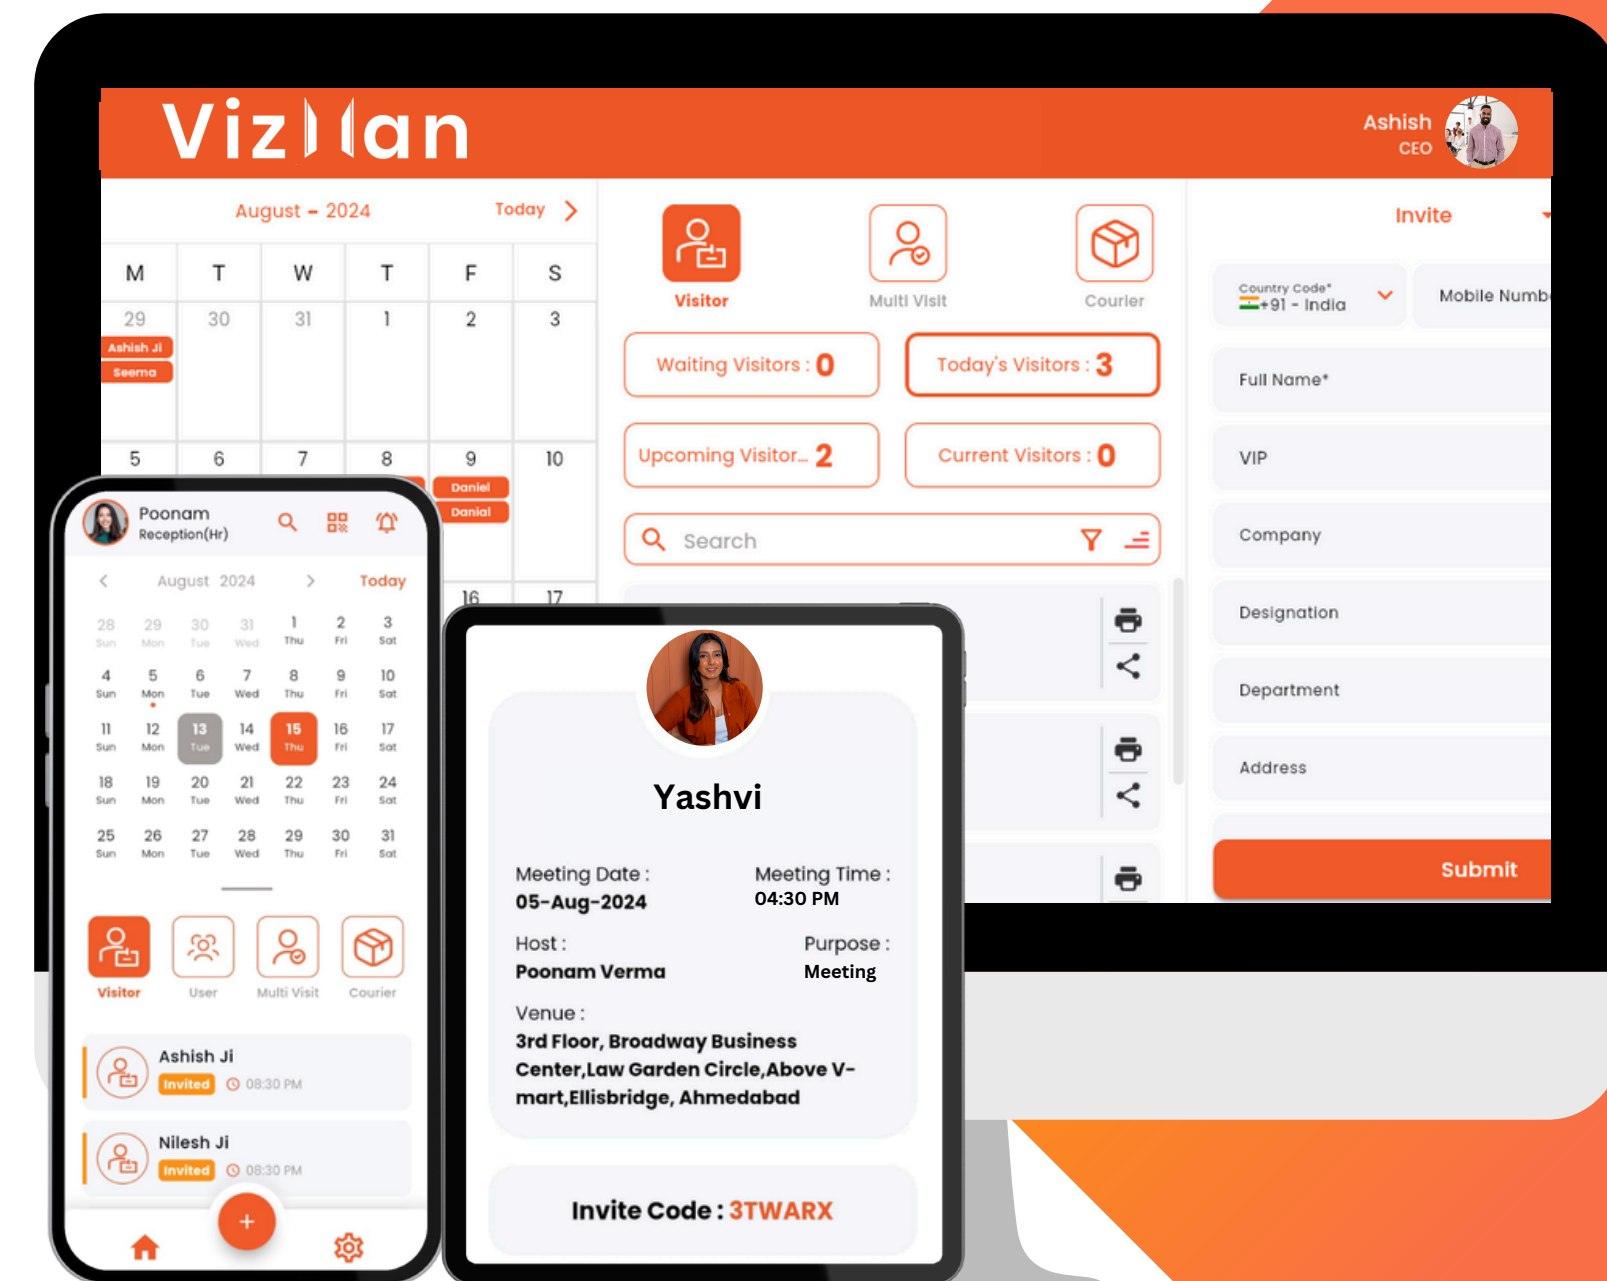 VizMan
Ashish
CEO
August - 2024
Today
M T W T F S
29 30 31 1 2 3
Ashish Ji
Seema
5 6 7 8 9 10
Daniel
Danial
16 17
Visitor
Multi Visit
Courier
Waiting Visitors : 0
Today's Visitors : 3
Upcoming Visitor... 2
Current Visitors : 0
Search
Invite
Country Code*
+91 - India
Mobile Numb
Full Name*
VIP
Company
Designation
Department
Address
Submit
Poonam
Reception(Hr)
August 2024
Today
28 29 30 31 1 2 3
Sun Mon Tue Wed Thu Fri Sat
4 5 6 7 8 9 10
Sun Mon Tue Wed Thu Fri Sat
11 12 13 14 15 16 17
Sun Mon Tue Wed Thu Fri Sat
18 19 20 21 22 23 24
Sun Mon Tue Wed Thu Fri Sat
25 26 27 28 29 30 31
Sun Mon Tue Wed Thu Fri Sat
Visitor User Multi Visit Courier
Ashish Ji
Invited 08:30 PM
Nilesh Ji
Invited 08:30 PM
+
Yashvi
Meeting Date :
05-Aug-2024
Meeting Time :
04:30 PM
Host :
Poonam Verma
Purpose :
Meeting
Venue :
3rd Floor, Broadway Business
Center,Law Garden Circle,Above V-
mart,Ellisbridge, Ahmedabad
Invite Code : 3TWARX